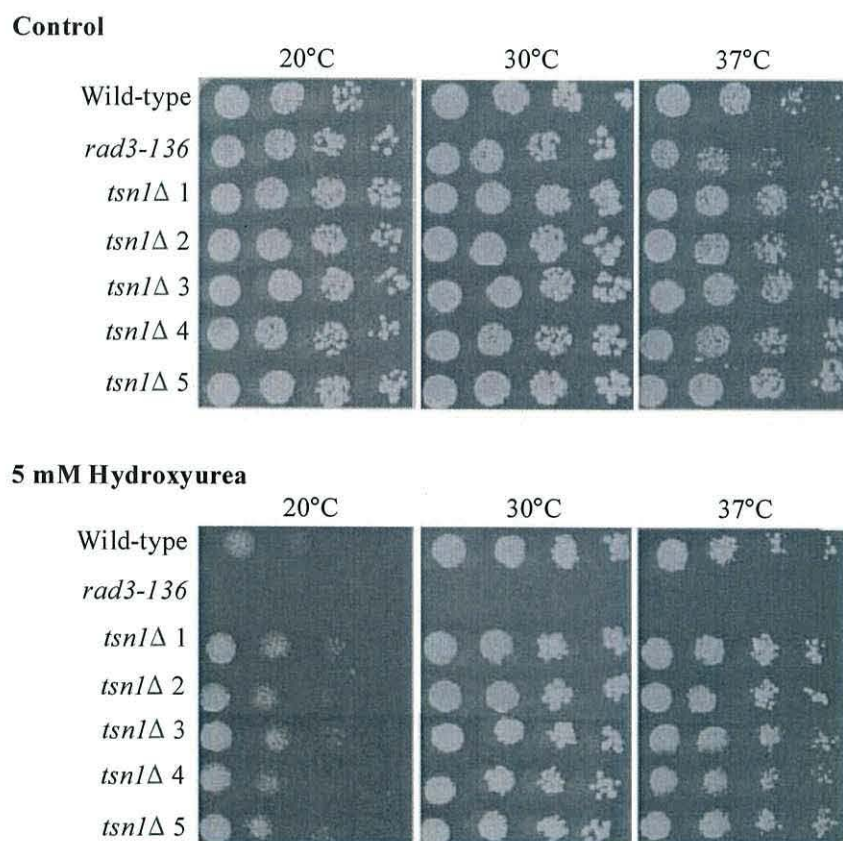 Control
20°C 30°C 37°C
Wild-type
rad3-136
tsn1Δ 1
tsn1Δ 2
tsn1Δ 3
tsn1Δ 4
tsn1Δ 5
5 mM Hydroxyurea
20°C 30°C 37°C
Wild-type
rad3-136
tsn1Δ 1
tsn1Δ 2
tsn1Δ 3
tsn1Δ 4
tsn1Δ 5